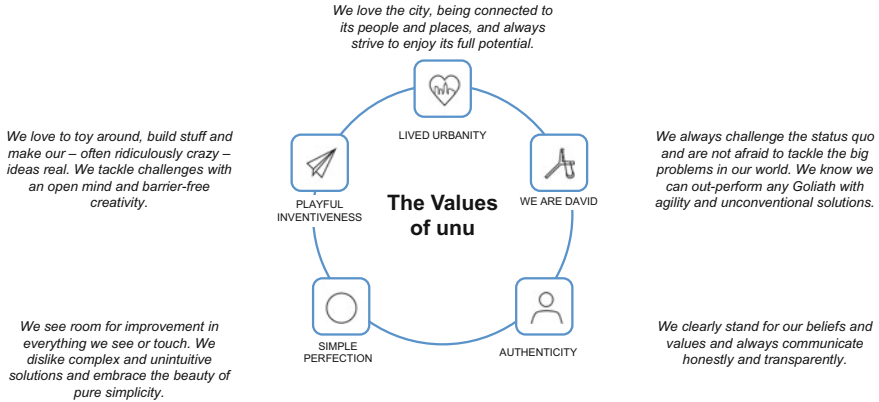 We love the city, being connected to
its people and places, and always
strive to enjoy its full potential.
LIVED URBANITY
We love to toy around, build stuff and
make our – often ridiculously crazy –
ideas real. We tackle challenges with
an open mind and barrier-free
creativity.
PLAYFUL
INVENTIVENESS
The Values
of unu
WE ARE DAVID
We always challenge the status quo
and are not afraid to tackle the big
problems in our world. We know we
can out-perform any Goliath with
agility and unconventional solutions.
We see room for improvement in
everything we see or touch. We
dislike complex and unintuitive
solutions and embrace the beauty of
pure simplicity.
SIMPLE
PERFECTION
AUTHENTICITY
We clearly stand for our beliefs and
values and always communicate
honestly and transparently.